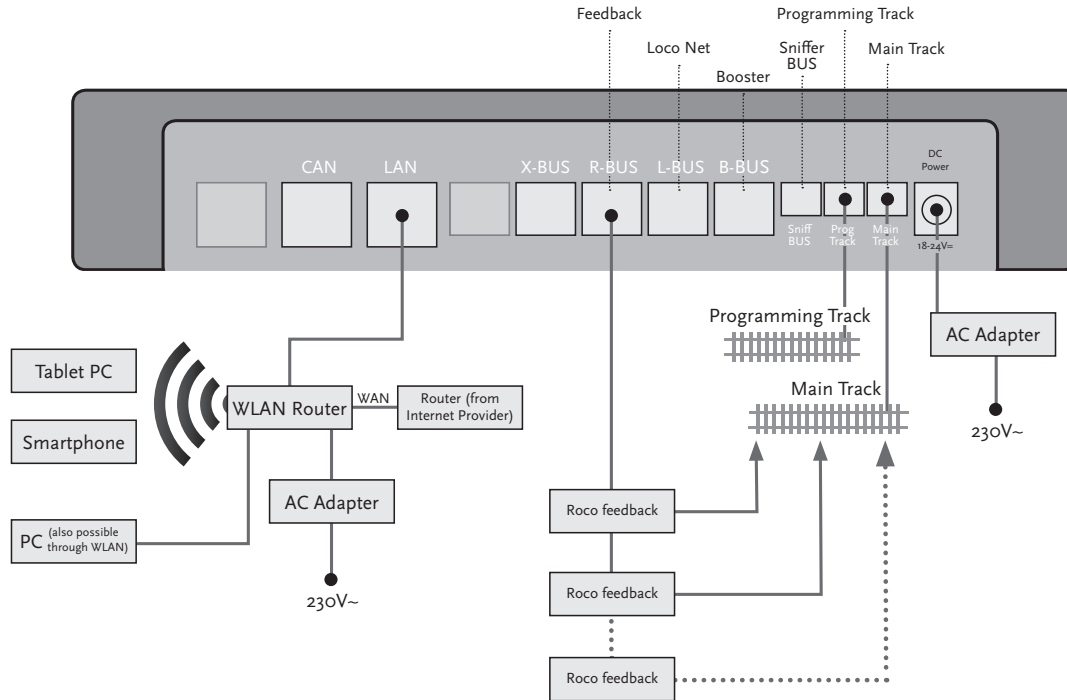 Feedback
Programming Track
Loco Net
Sniffer
BUS
Main Track
Booster
CAN
LAN
X-BUS
R-BUS
L-BUS
B-BUS
DC
Power
Sniff
BUS
Prog
Track
Main
Track
18-24V=
Programming Track
AC Adapter
Tablet PC
Main Track
WLAN Router
WAN
Router (from
Internet Provider)
230V~
Smartphone
AC Adapter
Roco feedback
PC (also possible
through WLAN)
Roco feedback
230V~
Roco feedback